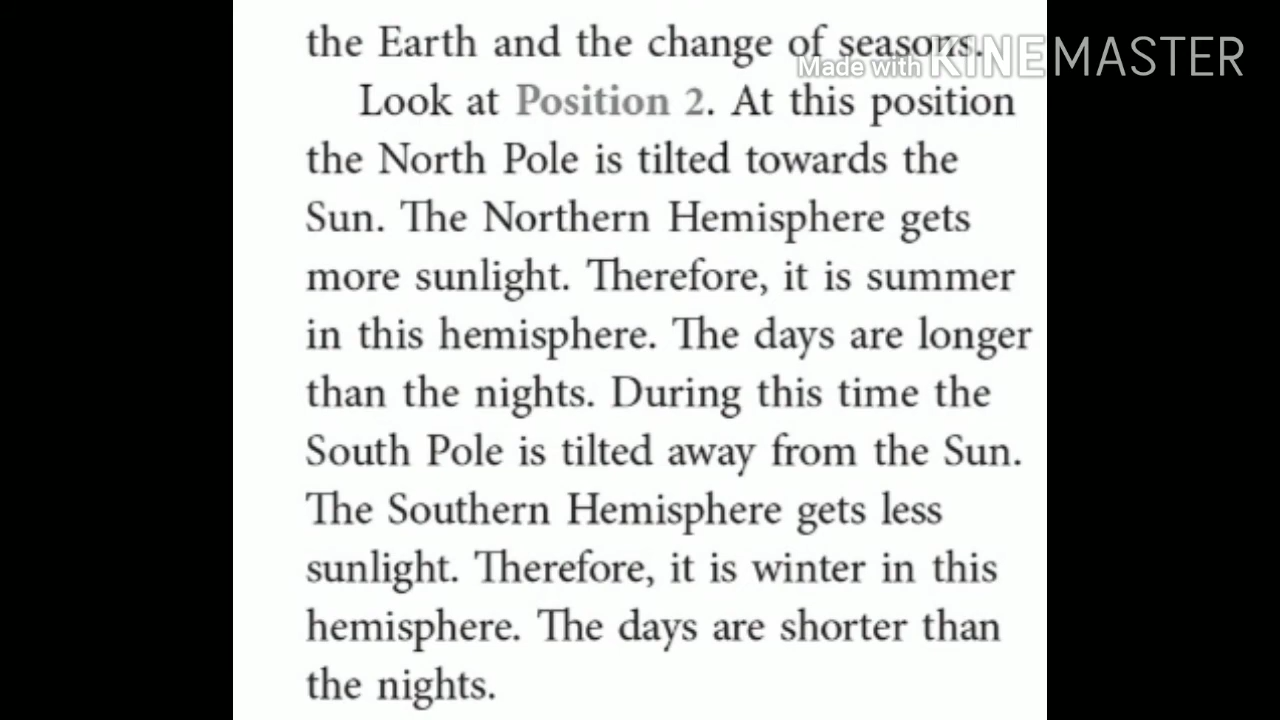 the Earth and the change of seasons.
Made with KINEMASTER
Look at Position 2. At this position
the North Pole is tilted towards the
Sun. The Northern Hemisphere gets
more sunlight. Therefore, it is summer
in this hemisphere. The days are longer
than the nights. During this time the
South Pole is tilted away from the Sun.
The Southern Hemisphere gets less
sunlight. Therefore, it is winter in this
hemisphere. The days are shorter than
the nights.